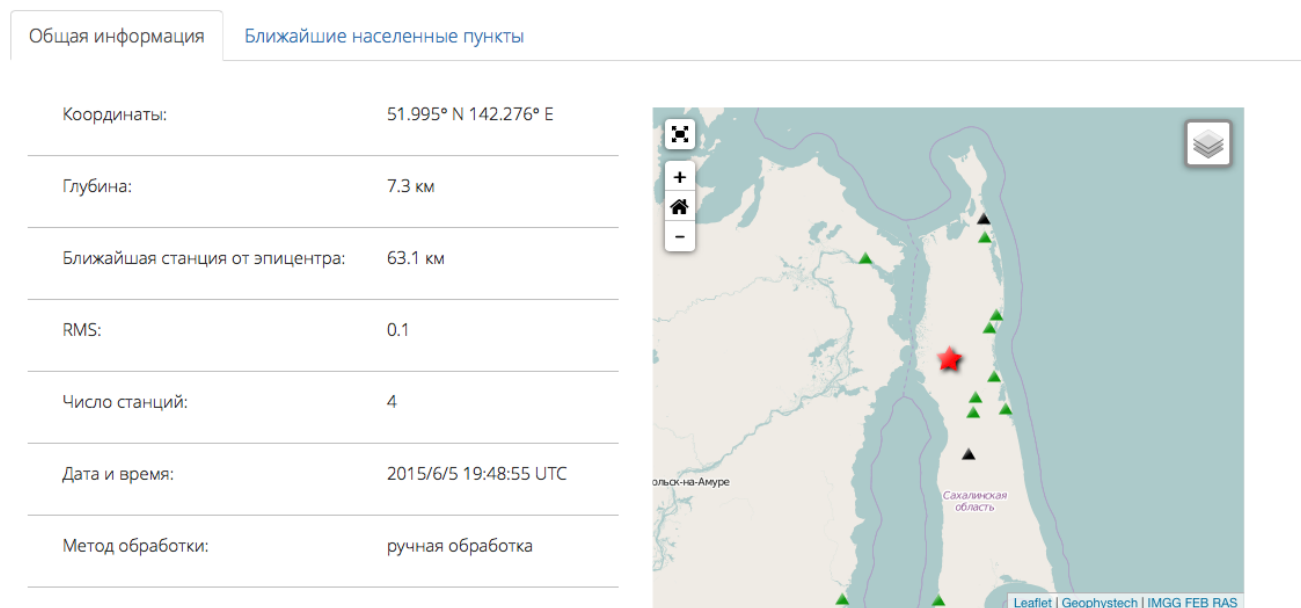 Общая информация
Ближайшие населенные пункты
Координаты: 51.995° N 142.276° E
Глубина: 7.3 км
Ближайшая станция от эпицентра: 63.1 км
RMS: 0.1
Число станций: 4
Дата и время: 2015/6/5 19:48:55 UTC
Метод обработки: ручная обработка
+
-
ольск-на-Амуре
Сахалинская
область
Leaflet | Geophystech | IMGG FEB RAS